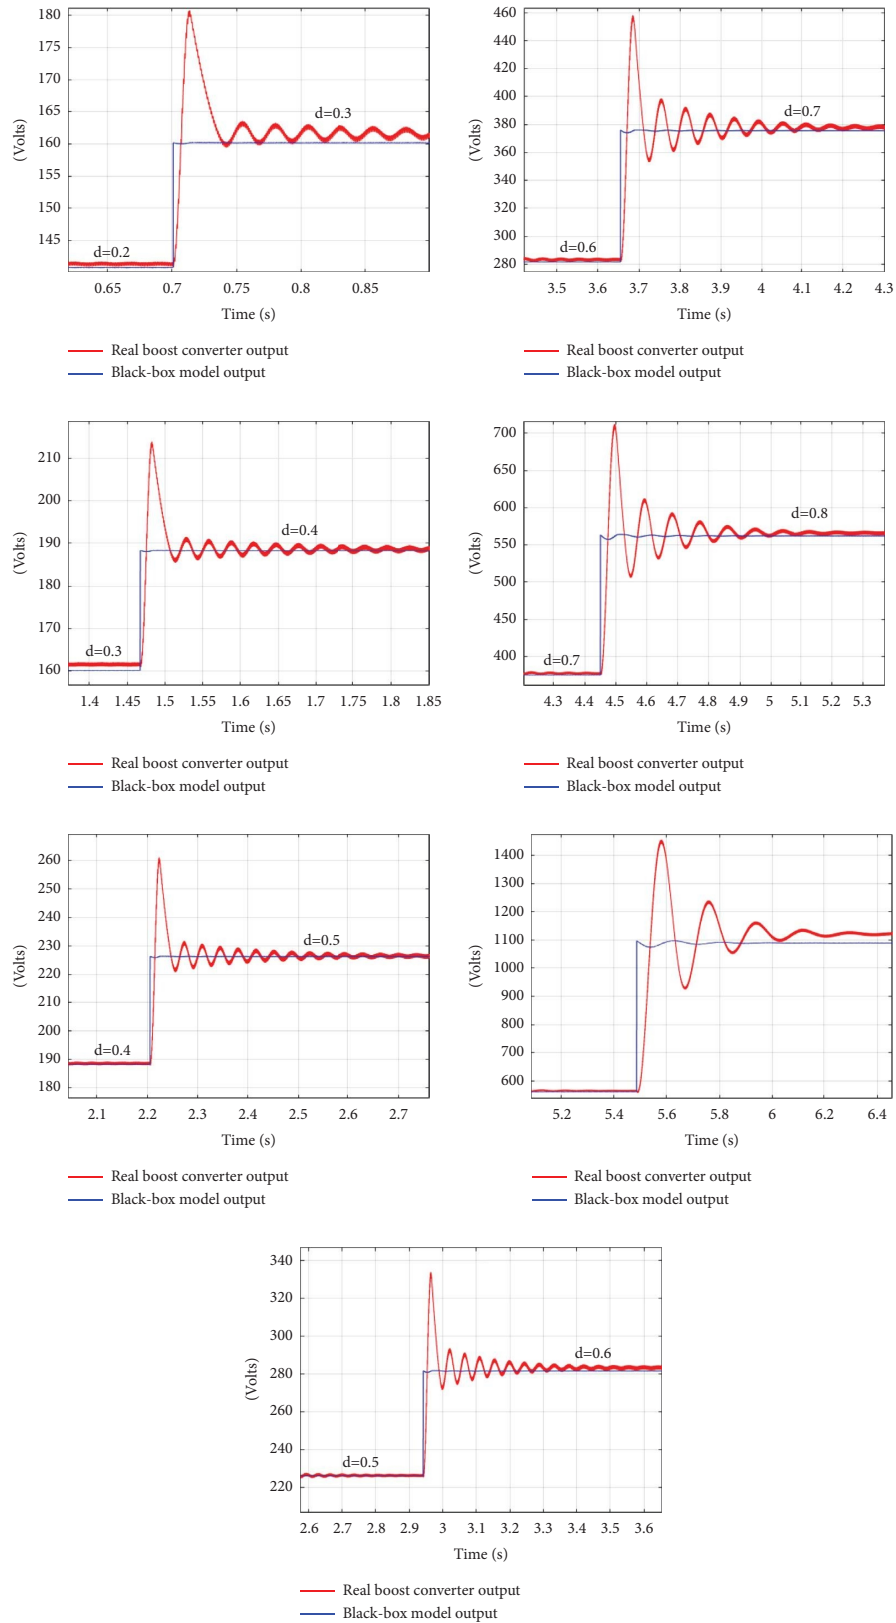 180
175
170
165
160
150
145
(Volts)
d=0.2
d=0.3
0.65
0.7
0.75
0.8
0.85
Time (s)
Real boost converter output
Black-box model output
460
440
420
400
380
360
340
320
300
280
(Volts)
d=0.6
d=0.7
3.5
3.6
3.7
3.8
3.9
4
4.1
4.2
4.3
Time (s)
Real boost converter output
Black-box model output
210
200
190
180
170
160
(Volts)
d=0.3
d=0.4
1.4
1.45
1.5
1.55
1.6
1.65
1.7
1.75
1.8
1.85
Time (s)
Real boost converter output
Black-box model output
700
650
600
550
500
450
400
(Volts)
d=0.7
d=0.8
4.3
4.4
4.5
4.6
4.7
4.8
4.9
5
5.1
5.2
5.3
Time (s)
Real boost converter output
Black-box model output
260
250
240
230
220
210
200
190
180
(Volts)
d=0.4
d=0.5
2.1
2.2
2.3
2.4
2.5
2.6
2.7
Time (s)
Real boost converter output
Black-box model output
1400
1300
1200
1100
1000
900
800
700
600
(Volts)
5.2
5.4
5.6
5.8
6
6.2
6.4
Time (s)
Real boost converter output
Black-box model output
340
320
300
280
260
240
220
(Volts)
d=0.5
d=0.6
2.6
2.7
2.8
2.9
3
3.1
3.2
3.3
3.4
3.5
3.6
Time (s)
Real boost converter output
Black-box model output